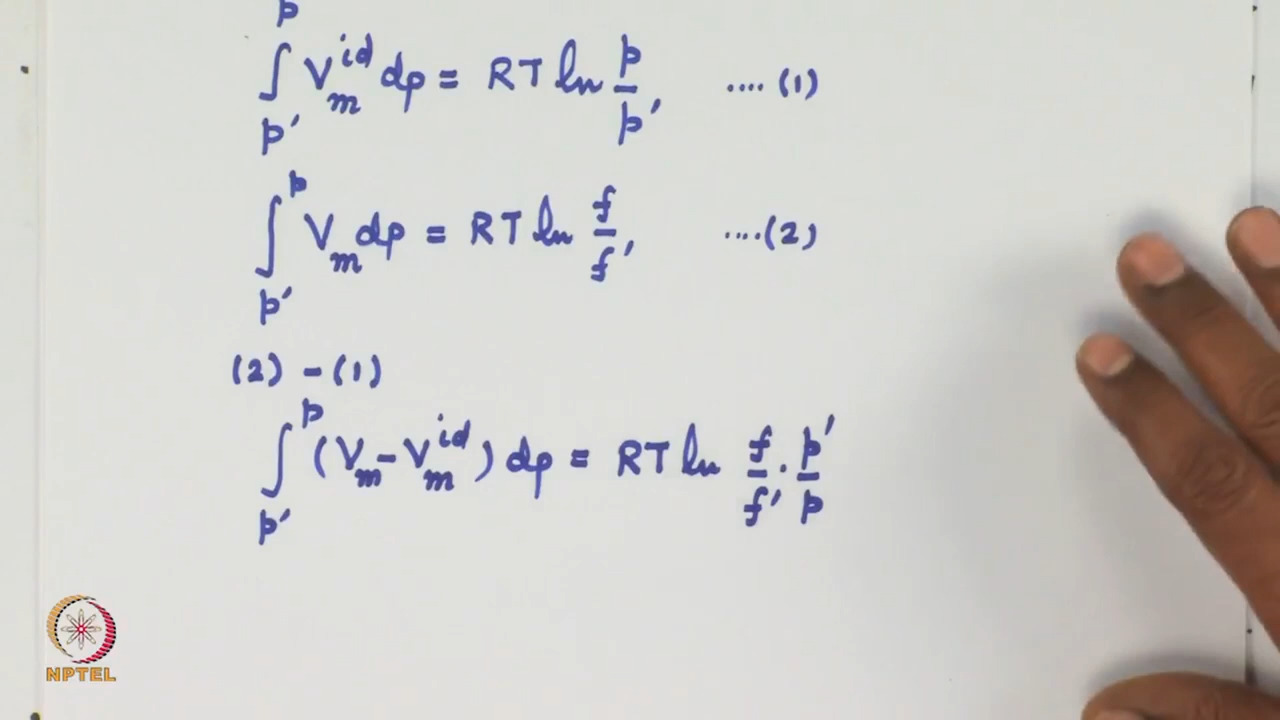 ∫_{p'}^{p} V_m^{id} dp = RT ln p/p' ....(1)
∫_{p'}^{p} V_m dp = RT ln f/f' ....(2)
(2) - (1)
∫_{p'}^{p} (V_m - V_m^{id}) dp = RT ln f/f' . p'/p
NPTEL